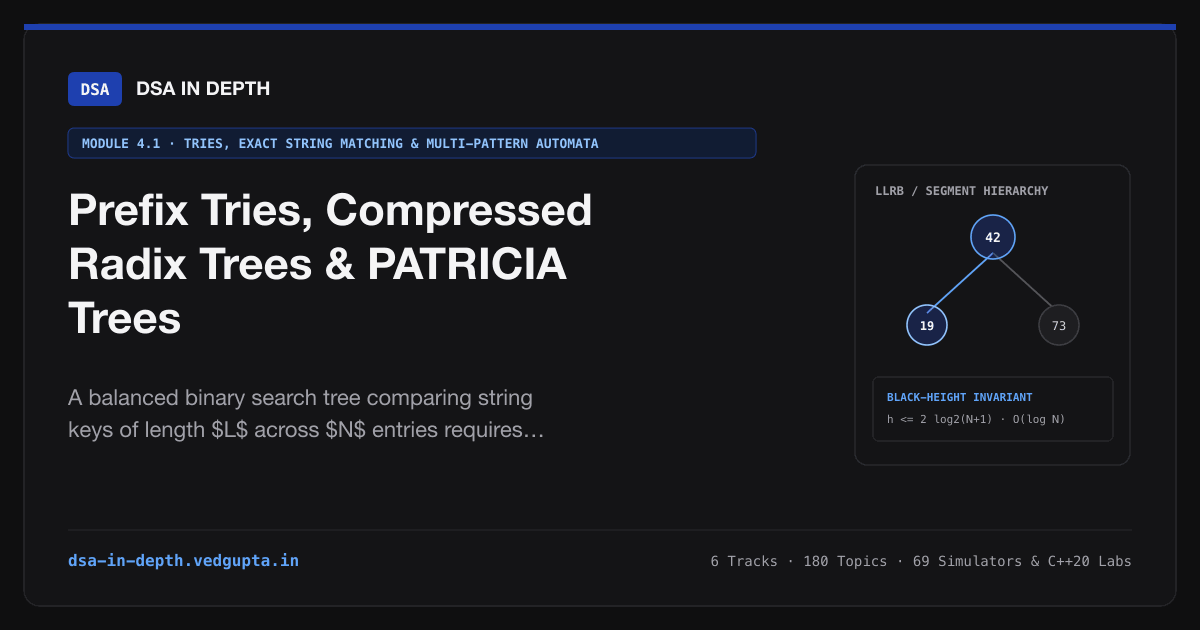 DSA
DSA IN DEPTH
MODULE 4.1 · TRIES, EXACT STRING MATCHING & MULTI-PATTERN AUTOMATA
Prefix Tries, Compressed
Radix Trees & PATRICIA
Trees
A balanced binary search tree comparing string
keys of length $L$ across $N$ entries requires...
LLRB / SEGMENT HIERARCHY
42
19
73
BLACK-HEIGHT INVARIANT
h <= 2 log2(N+1) · O(log N)
dsa-in-depth.vedgupta.in
6 Tracks · 180 Topics · 69 Simulators & C++20 Labs